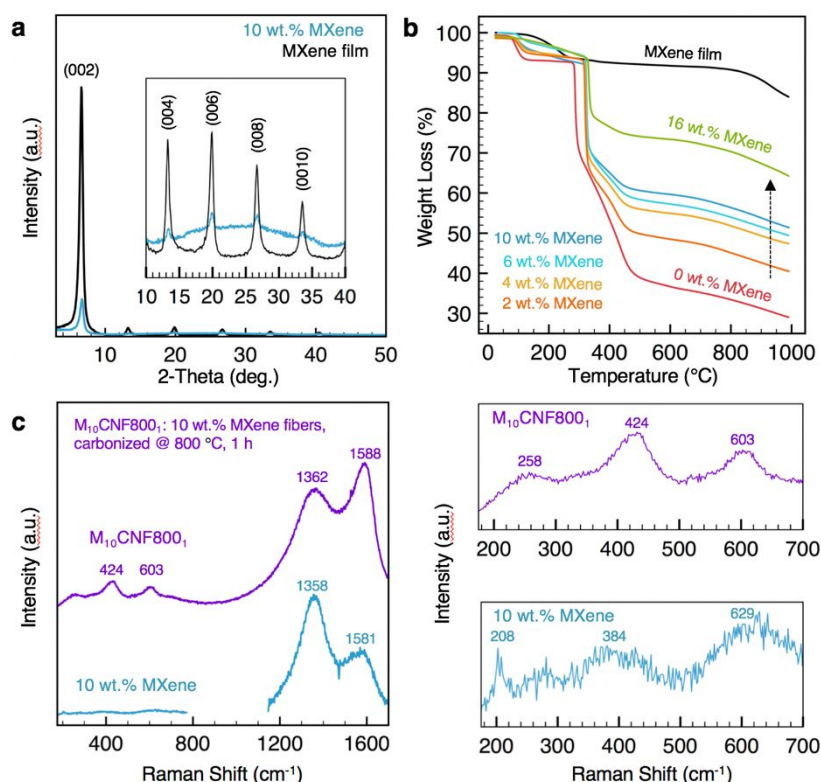 a
10 wt.% MXene
MXene film
(002)
(004)
(006)
(008)
(0010)
10 15 20 25 30 35 40
Intensity (a.u.)
10 20 30 40 50
2-Theta (deg.)
b
100
90
80
70
60
50
40
30
Weight Loss (%)
MXene film
16 wt.% MXene
10 wt.% MXene
6 wt.% MXene
4 wt.% MXene
2 wt.% MXene
0 wt.% MXene
0 200 400 600 800 1000
Temperature (°C)
c
M₁₀CNF800₁: 10 wt.% MXene fibers,
carbonized @ 800 °C, 1 h
1588
1362
M₁₀CNF800₁
424 603
1358
1581
10 wt.% MXene
Intensity (a.u.)
400 800 1200 1600
Raman Shift (cm⁻¹)
M₁₀CNF800₁
424
258
603
200 300 400 500 600 700
Intensity (a.u.)
10 wt.% MXene
629
208
384
200 300 400 500 600 700
Raman Shift (cm⁻¹)